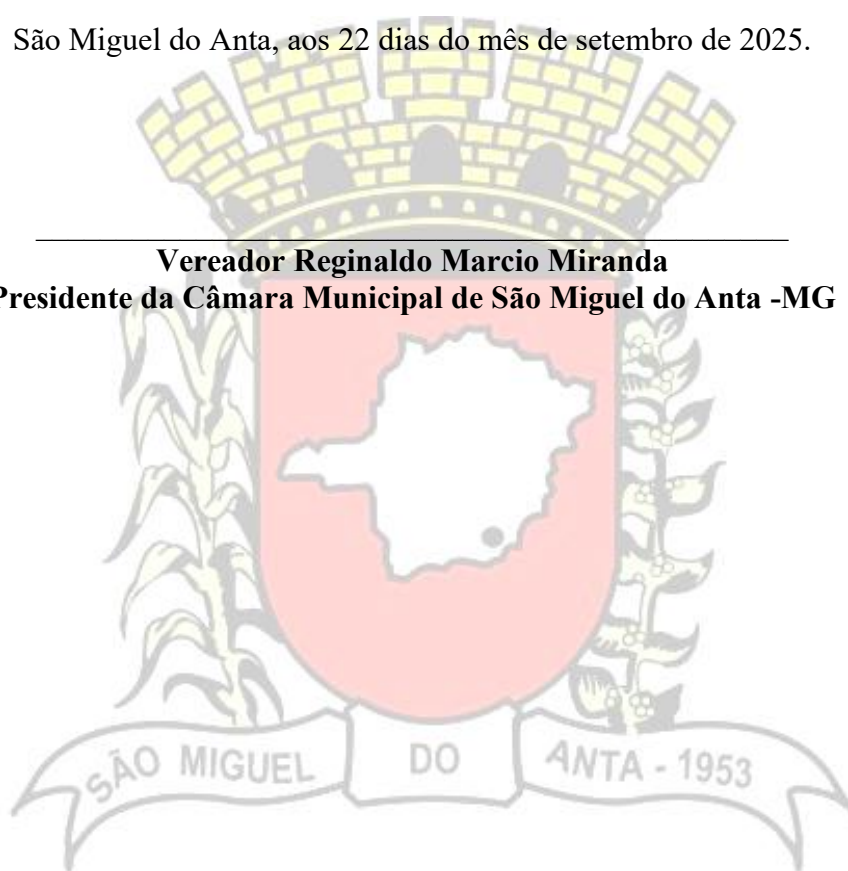 São Miguel do Anta, aos 22 dias do mês de setembro de 2025.
Vereador Reginaldo Marcio Miranda
Presidente da Câmara Municipal de São Miguel do Anta -MG
SÃO MIGUEL DO ANTA - 1953